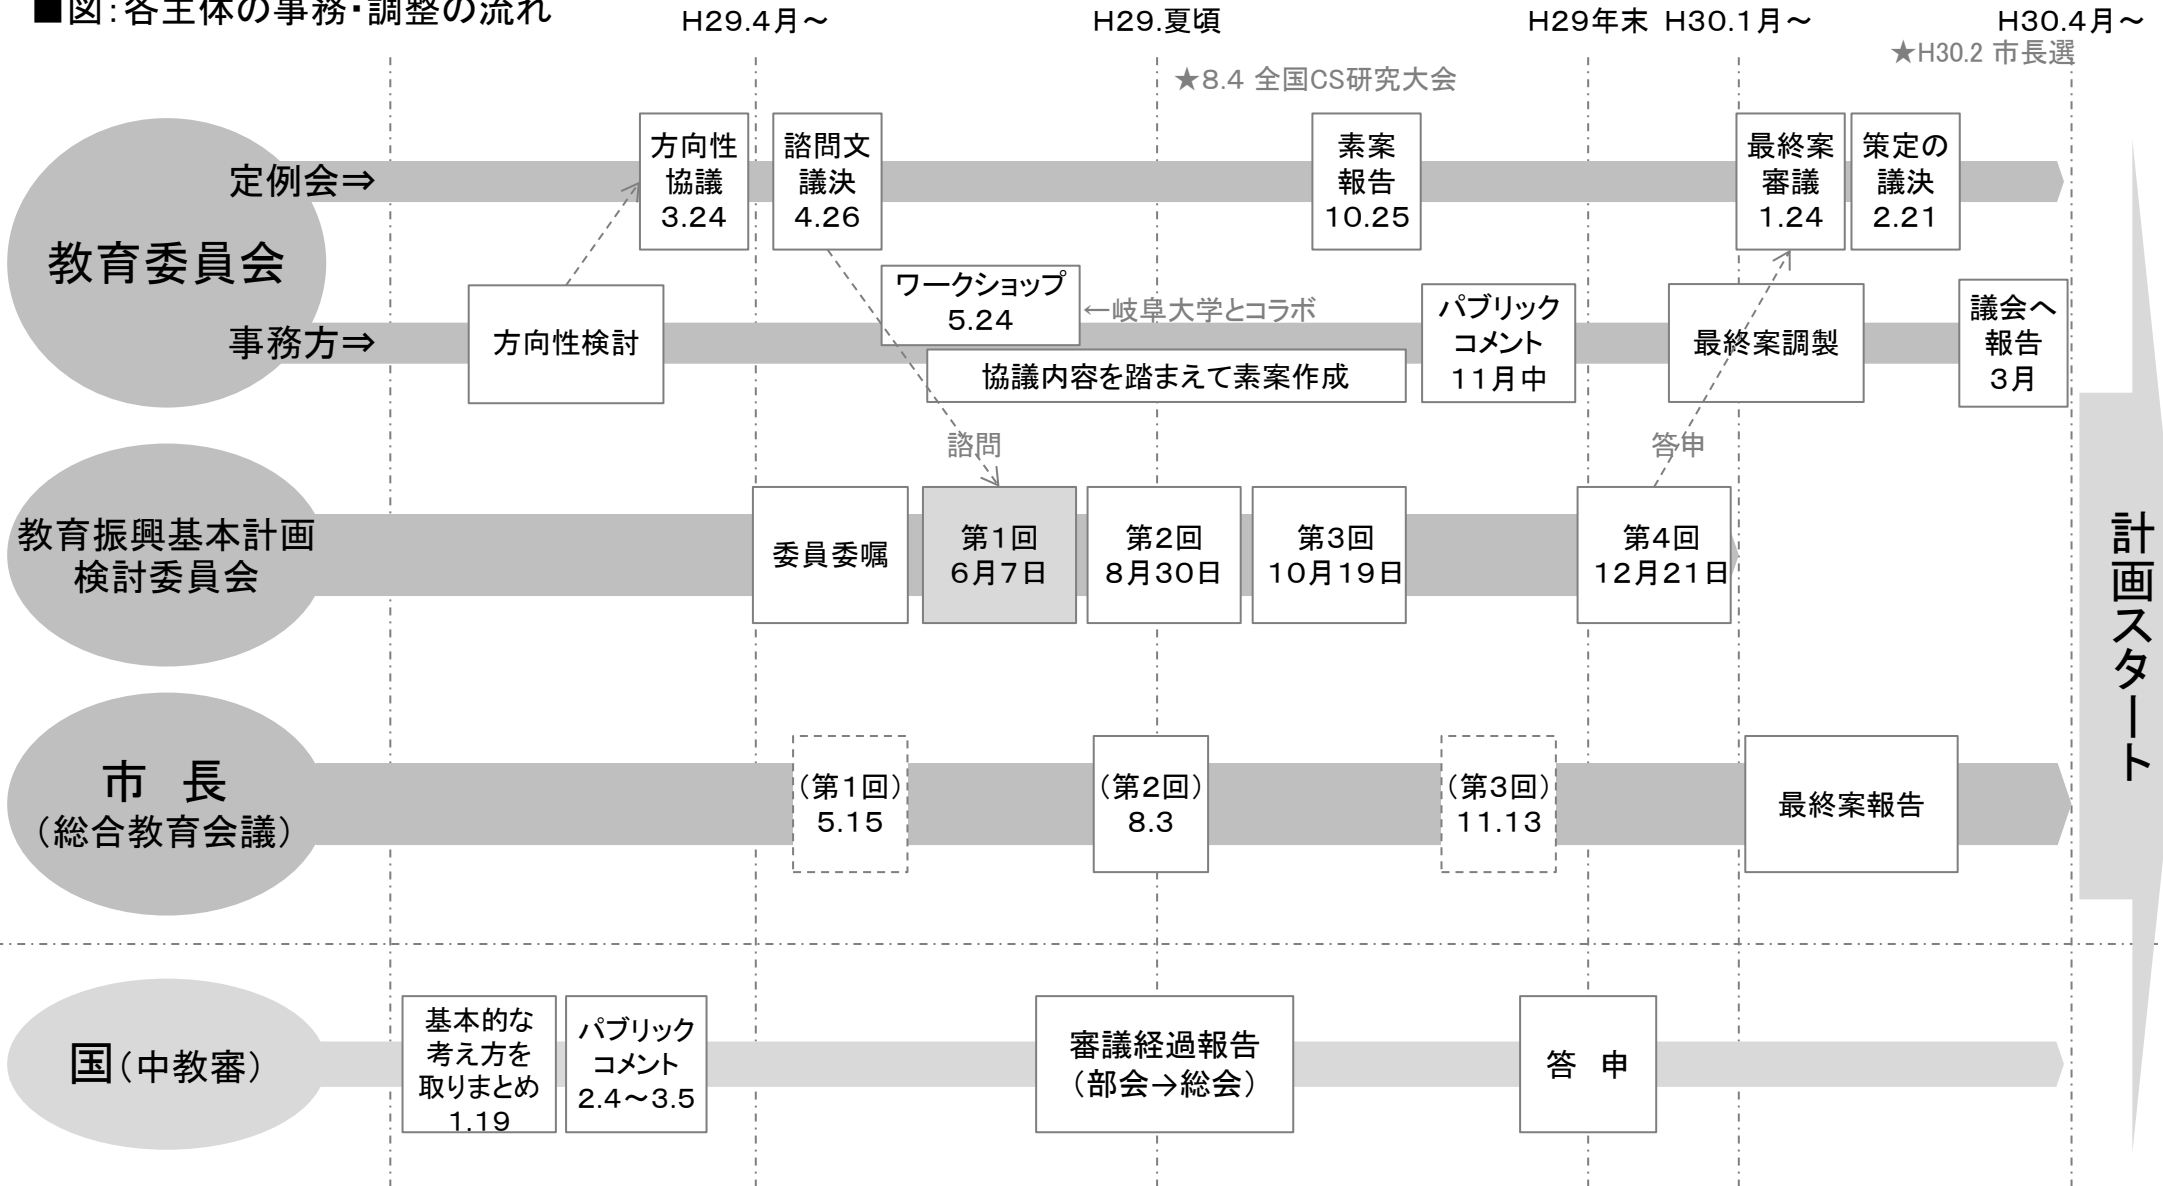 ■図：各主体の事務・調整の流れ
H29.4月～
H29.夏頃
H29年末
H30.1月～
H30.4月～
★H30.2 市長選
★8.4 全国CS研究大会
教育委員会
定例会⇒
方向性
協議
3.24
諮問文
議決
4.26
素案
報告
10.25
最終案
審議
1.24
策定の
議決
2.21
事務方⇒
方向性検討
ワークショップ
5.24
←岐阜大学とコラボ
協議内容を踏まえて素案作成
パブリック
コメント
11月中
最終案調製
議会へ
報告
3月
諮問
答申
教育振興基本計画
検討委員会
委員委嘱
第1回
6月7日
第2回
8月30日
第3回
10月19日
第4回
12月21日
市　長
（総合教育会議）
（第1回）
5.15
（第2回）
8.3
（第3回）
11.13
最終案報告
国（中教審）
基本的な
考え方を
取りまとめ
1.19
パブリック
コメント
2.4～3.5
審議経過報告
（部会→総会）
答　申
計画スタート